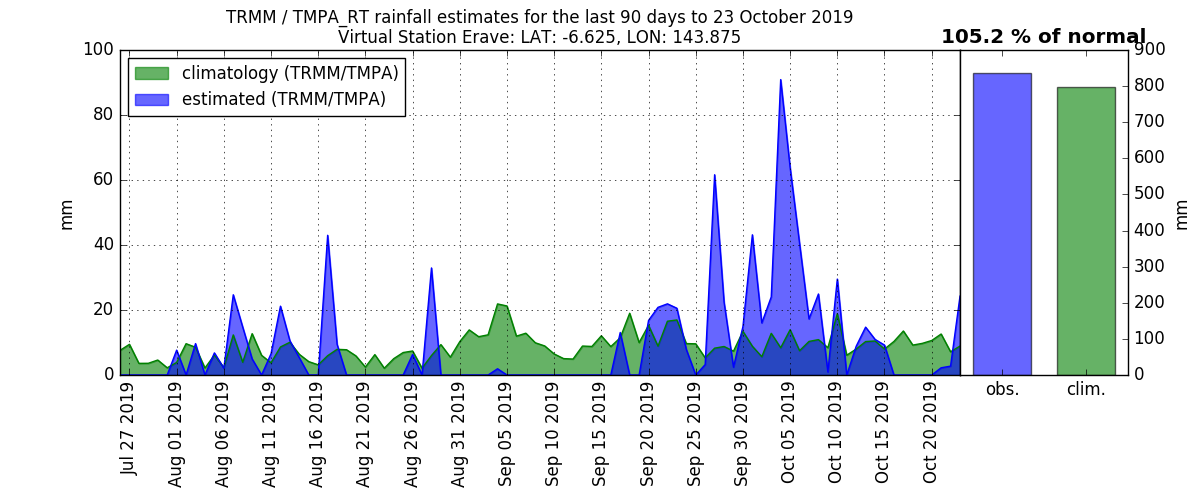 TRMM / TMPA_RT rainfall estimates for the last 90 days to 23 October 2019
Virtual Station Erave: LAT: -6.625, LON: 143.875
105.2 % of normal
climatology (TRMM/TMPA)
estimated (TRMM/TMPA)
mm
100
80
60
40
20
0
Jul 27 2019
Aug 01 2019
Aug 06 2019
Aug 11 2019
Aug 16 2019
Aug 21 2019
Aug 26 2019
Aug 31 2019
Sep 05 2019
Sep 10 2019
Sep 15 2019
Sep 20 2019
Sep 25 2019
Sep 30 2019
Oct 05 2019
Oct 10 2019
Oct 15 2019
Oct 20 2019
900
800
700
600
500
400
300
200
100
0
mm
obs.
clim.